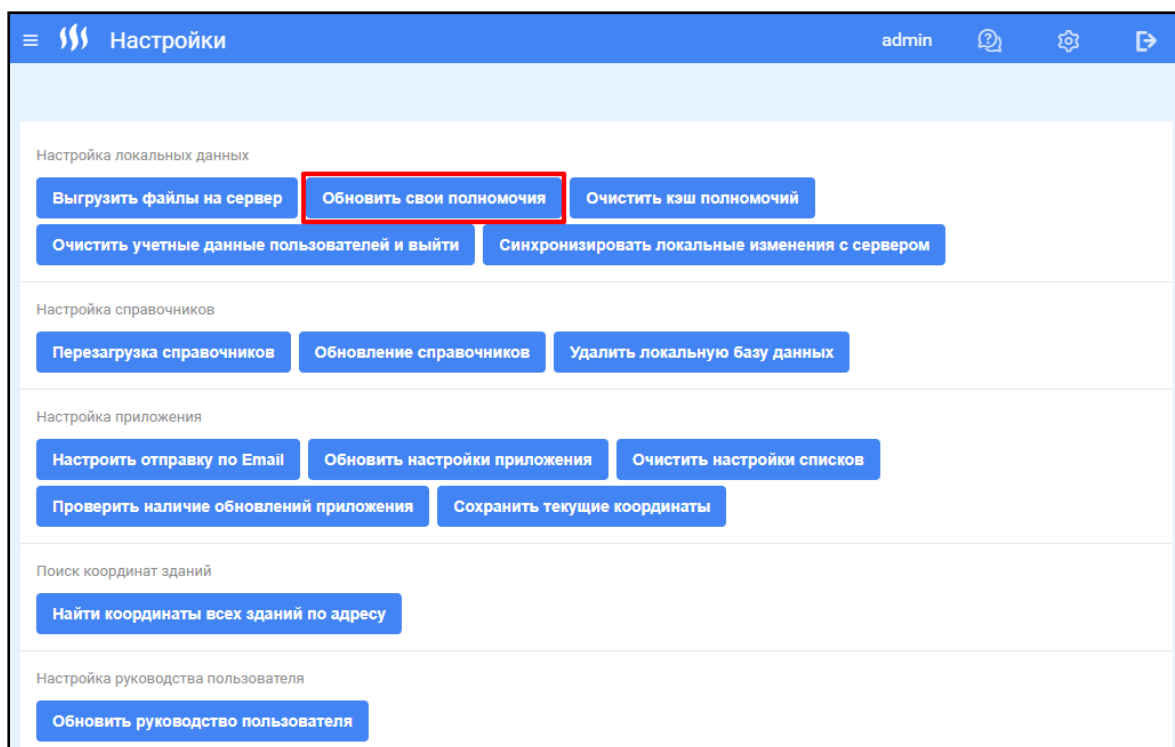 Настройки admin
Настройка локальных данных
Выгрузить файлы на сервер Обновить свои полномочия Очистить кэш полномочий
Очистить учетные данные пользователей и выйти Синхронизировать локальные изменения с сервером
Настройка справочников
Перезагрузка справочников Обновление справочников Удалить локальную базу данных
Настройка приложения
Настроить отправку по Email Обновить настройки приложения Очистить настройки списков
Проверить наличие обновлений приложения Сохранить текущие координаты
Поиск координат зданий
Найти координаты всех зданий по адресу
Настройка руководства пользователя
Обновить руководство пользователя